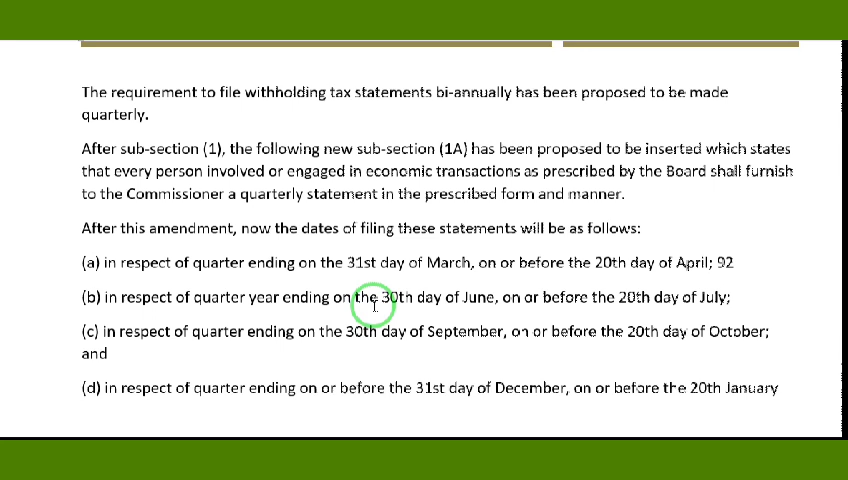 The requirement to file withholding tax statements bi-annually has been proposed to be made
quarterly.
After sub-section (1), the following new sub-section (1A) has been proposed to be inserted which states
that every person involved or engaged in economic transactions as prescribed by the Board shall furnish
to the Commissioner a quarterly statement in the prescribed form and manner.
After this amendment, now the dates of filing these statements will be as follows:
(a) in respect of quarter ending on the 31st day of March, on or before the 20th day of April; 92
(b) in respect of quarter year ending on the 30th day of June, on or before the 20th day of July;
(c) in respect of quarter ending on the 30th day of September, on or before the 20th day of October;
and
(d) in respect of quarter ending on or before the 31st day of December, on or before the 20th January